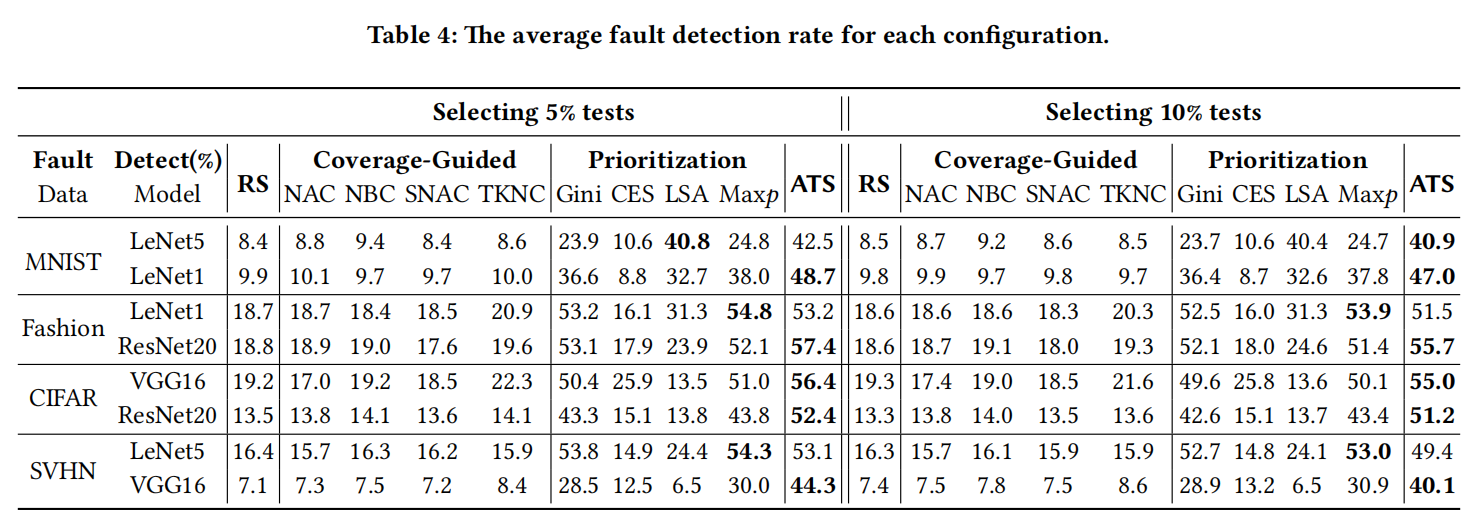 Table 4: The average fault detection rate for each configuration.
Selecting 5% tests Selecting 10% tests
Fault Detect(%) RS Coverage-Guided Prioritization ATS RS Coverage-Guided Prioritization ATS
Data Model NAC NBC SNAC TKNC Gini CES LSA Maxp NAC NBC SNAC TKNC Gini CES LSA Maxp
MNIST LeNet5 8.4 8.8 9.4 8.4 8.6 23.9 10.6 40.8 24.8 42.5 8.5 8.7 9.2 8.6 8.5 23.7 10.6 40.4 24.7 40.9
LeNet1 9.9 10.1 9.7 9.7 10.0 36.6 8.8 32.7 38.0 48.7 9.8 9.9 9.7 9.8 9.7 36.4 8.7 32.6 37.8 47.0
Fashion LeNet1 18.7 18.7 18.4 18.5 20.9 53.2 16.1 31.3 54.8 53.2 18.6 18.6 18.6 18.3 20.3 52.5 16.0 31.3 53.9 51.5
ResNet20 18.8 18.9 19.0 17.6 19.6 53.1 17.9 23.9 52.1 57.4 18.6 18.7 19.1 18.0 19.3 52.1 18.0 24.6 51.4 55.7
CIFAR VGG16 19.2 17.0 19.2 18.5 22.3 50.4 25.9 13.5 51.0 56.4 19.3 17.4 19.0 18.5 21.6 49.6 25.8 13.6 50.1 55.0
ResNet20 13.5 13.8 14.1 13.6 14.1 43.3 15.1 13.8 43.8 52.4 13.3 13.8 14.0 13.5 13.6 42.6 15.1 13.7 43.4 51.2
SVHN LeNet5 16.4 15.7 16.3 16.2 15.9 53.8 14.9 24.4 54.3 53.1 16.3 15.7 16.1 15.9 15.9 52.7 14.8 24.1 53.0 49.4
VGG16 7.1 7.3 7.5 7.2 8.4 28.5 12.5 6.5 30.0 44.3 7.4 7.5 7.8 7.5 8.6 28.9 13.2 6.5 30.9 40.1